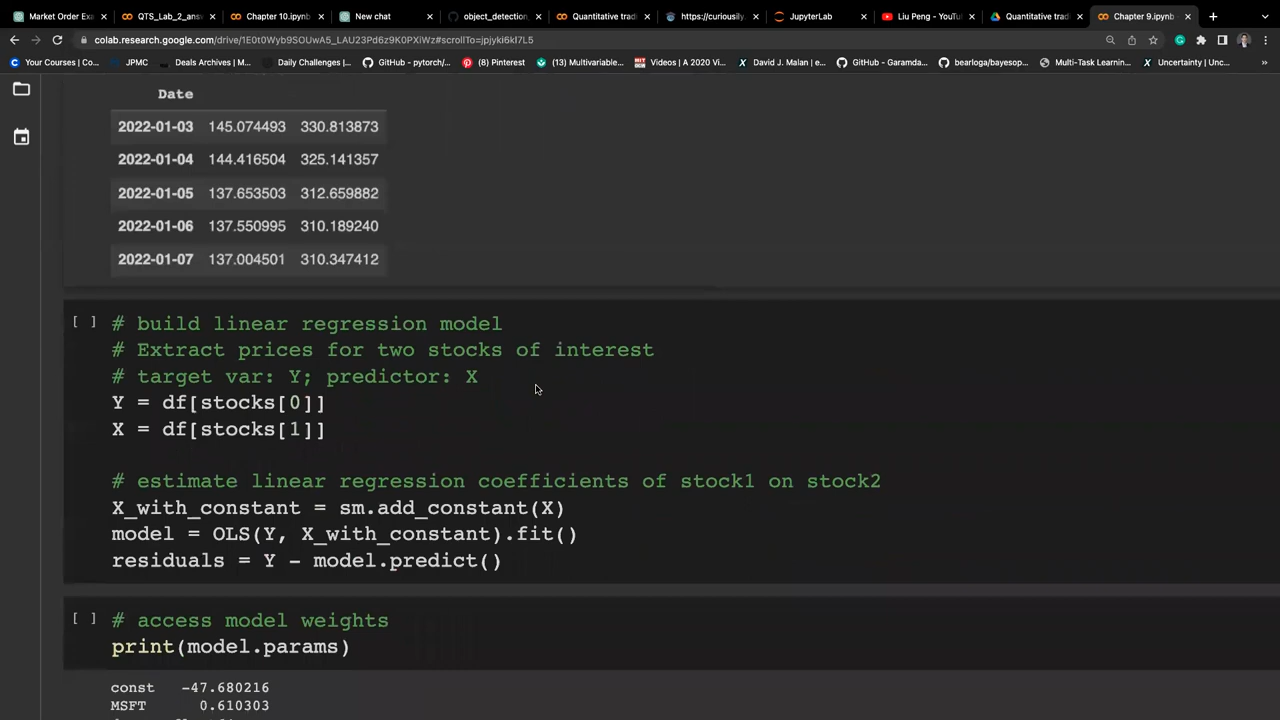 Market Order Exa
QTS_Lab_2_answ
Chapter 10.ipynb -
New chat
object_detection_
Quantitative tradi
https://curiousily.
JupyterLab
Liu Peng - YouTu
Quantitative tradi
Chapter 9.ipynb -
colab.research.google.com/drive/1E0t0Wyb9SOUwA5_LAU23Pd6z9K0PXiWz#scrollTo=jpjyki6kI7L5
Your Courses | Co...
JPMC
Deals Archives | M...
Daily Challenges |...
GitHub - pytorch/...
(8) Pinterest
(13) Multivariable...
Videos | A 2020 Vi...
David J. Malan | e...
GitHub - Garamda...
bearloga/bayesop...
Multi-Task Learnin...
Uncertainty | Unc...
Date
2022-01-03 145.074493 330.813873
2022-01-04 144.416504 325.141357
2022-01-05 137.653503 312.659882
2022-01-06 137.550995 310.189240
2022-01-07 137.004501 310.347412
[ ] # build linear regression model
# Extract prices for two stocks of interest
# target var: Y; predictor: X
Y = df[stocks[0]]
X = df[stocks[1]]
# estimate linear regression coefficients of stock1 on stock2
X_with_constant = sm.add_constant(X)
model = OLS(Y, X_with_constant).fit()
residuals = Y - model.predict()
[ ] # access model weights
print(model.params)
const -47.680216
MSFT 0.610303